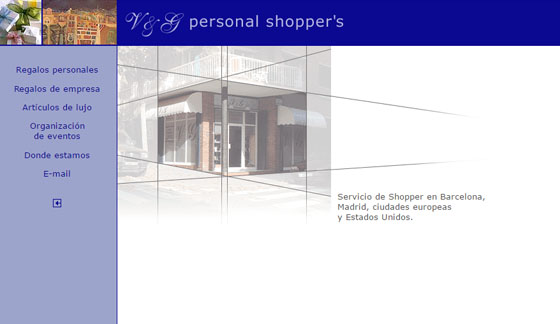 V&G personal shopper's
Regalos personales
Regalos de empresa
Artículos de lujo
Organización
de eventos
Donde estamos
E-mail
Servicio de Shopper en Barcelona,
Madrid, ciudades europeas
y Estados Unidos.